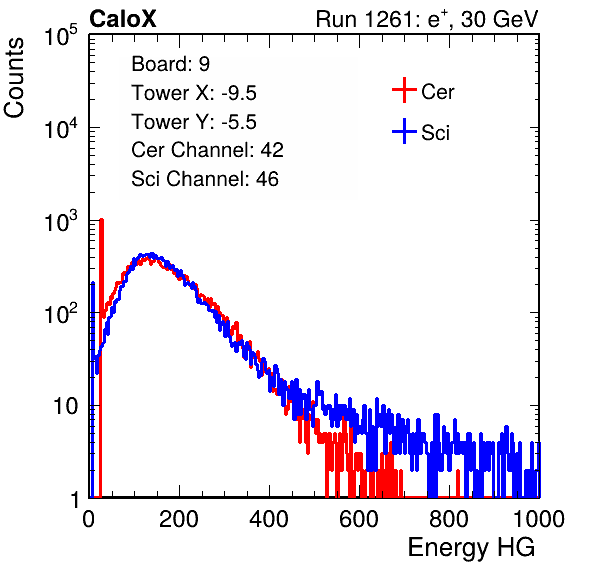 CaloX Run 1261: e⁺, 30 GeV
Counts
10⁵
10⁴
10³
10²
10
1
Board: 9
Tower X: -9.5
Tower Y: -5.5
Cer Channel: 42
Sci Channel: 46
Cer
Sci
0 200 400 600 800 1000
Energy HG